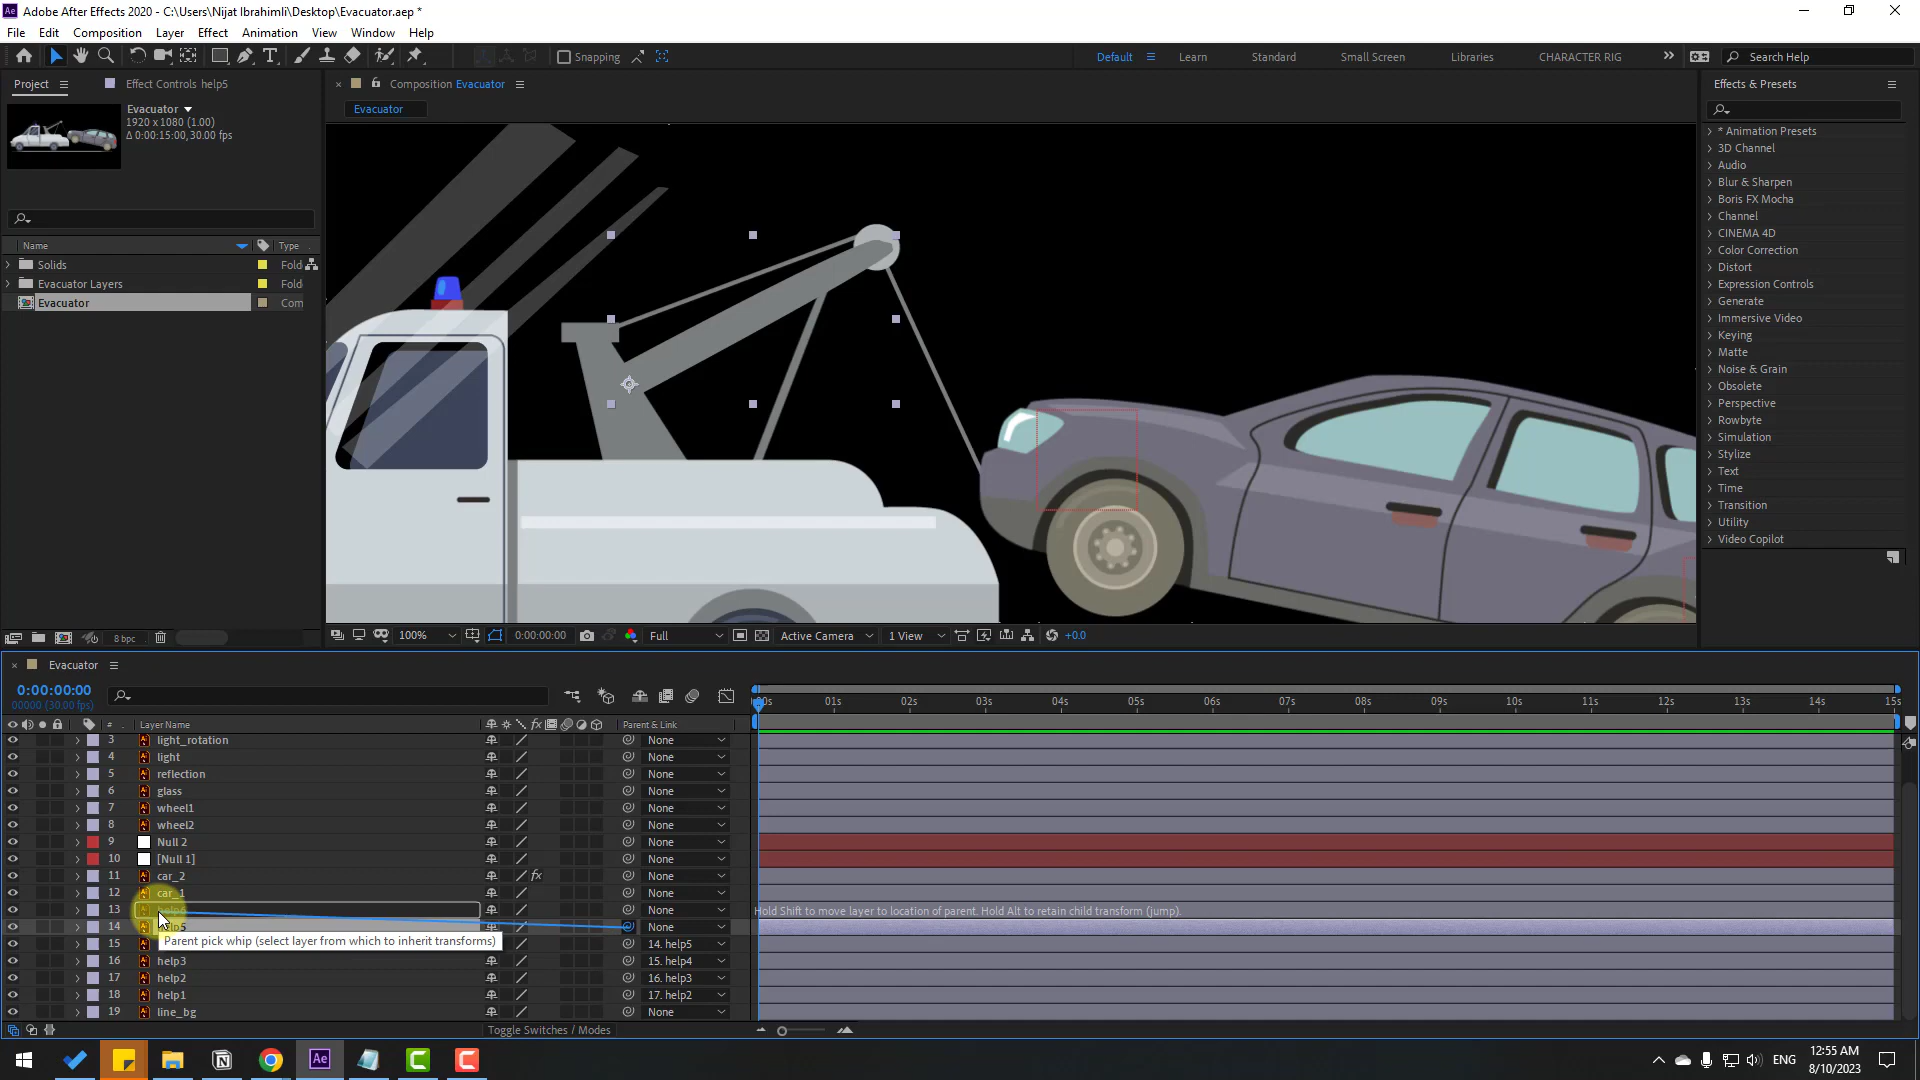 Adobe After Effects 2020 - C:\Users\Nijat Ibrahimli\Desktop\Evacuator.aep *
File Edit Composition Layer Effect Animation View Window Help
Snapping
Default Learn Standard Small Screen Libraries CHARACTER RIG Search Help
Project Effect Controls help5
Composition Evacuator
Effects & Presets
Evacuator
1920 x 1080 (1.00)
Δ 0:00:15:00, 30.00 fps
Evacuator
Name Type
Solids Fold
Evacuator Layers Fold
Evacuator Com
* Animation Presets
3D Channel
Audio
Blur & Sharpen
Boris FX Mocha
Channel
CINEMA 4D
Color Correction
Distort
Expression Controls
Generate
Immersive Video
Keying
Matte
Noise & Grain
Obsolete
Perspective
Rowbyte
Simulation
Stylize
Text
Time
Transition
Utility
Video Copilot
8 bpc
100% 0:00:00:00 Full Active Camera 1 View +0.0
Evacuator
0:00:00:00
00000 (30.00 fps)
# Layer Name fx Parent & Link
00s 01s 02s 03s 04s 05s 06s 07s 08s 09s 10s 11s 12s 13s 14s 15s
3 light_rotation None
4 light None
5 reflection None
6 glass None
7 wheel1 None
8 wheel2 None
9 Null 2 None
10 [Null 1] None
11 car_2 fx None
12 car_1 None
13 help6 None
Hold Shift to move layer to location of parent. Hold Alt to retain child transform (jump).
14 help5 None
Parent pick whip (select layer from which to inherit transforms)
15 14. help5
16 help3 15. help4
17 help2 16. help3
18 help1 17. help2
19 line_bg None
Toggle Switches / Modes
ENG
12:55 AM
8/10/2023